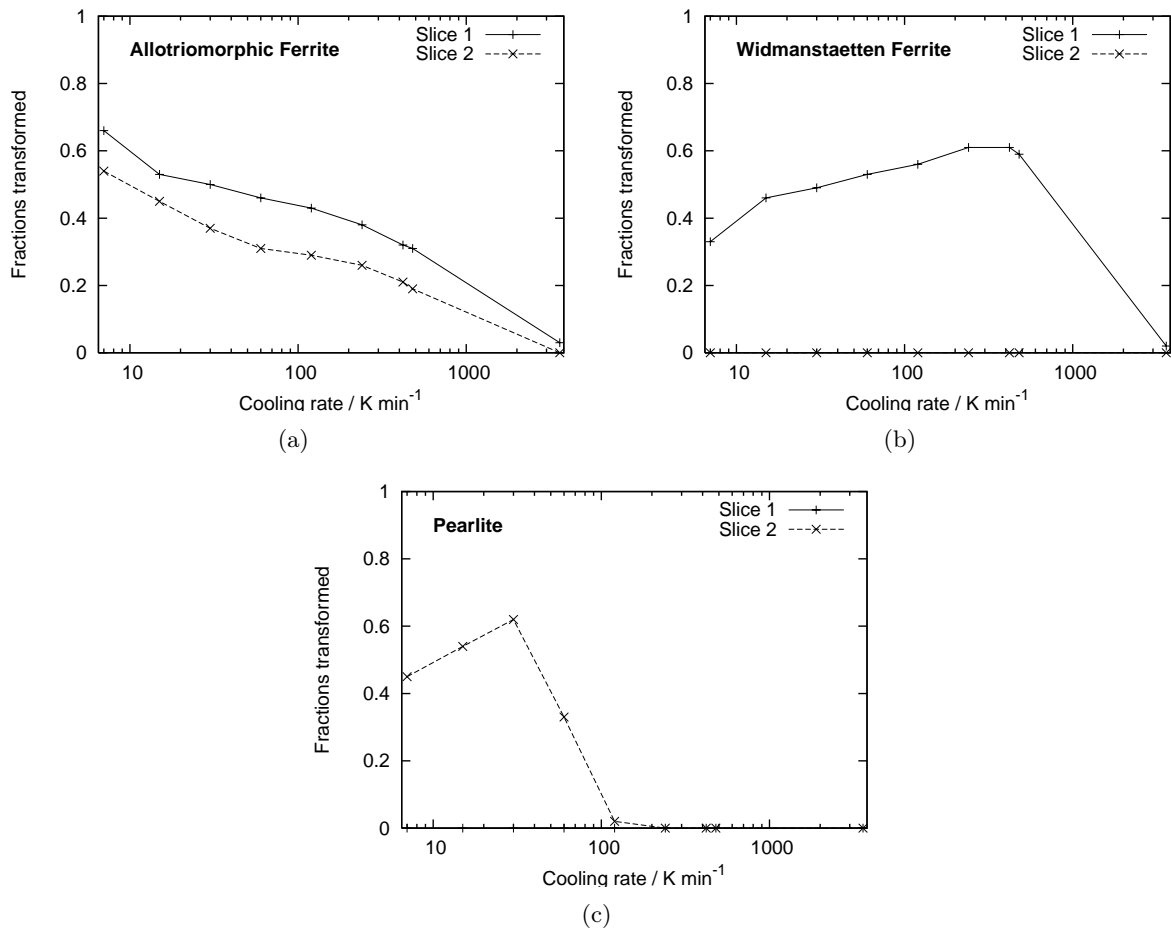 Allotriomorphic Ferrite
Slice 1
Slice 2
Fractions transformed
1
0.8
0.6
0.4
0.2
0
10
100
1000
Cooling rate / K min-1
(a)
Widmanstaetten Ferrite
Slice 1
Slice 2
Fractions transformed
1
0.8
0.6
0.4
0.2
0
10
100
1000
Cooling rate / K min-1
(b)
Pearlite
Slice 1
Slice 2
Fractions transformed
1
0.8
0.6
0.4
0.2
0
10
100
1000
Cooling rate / K min-1
(c)